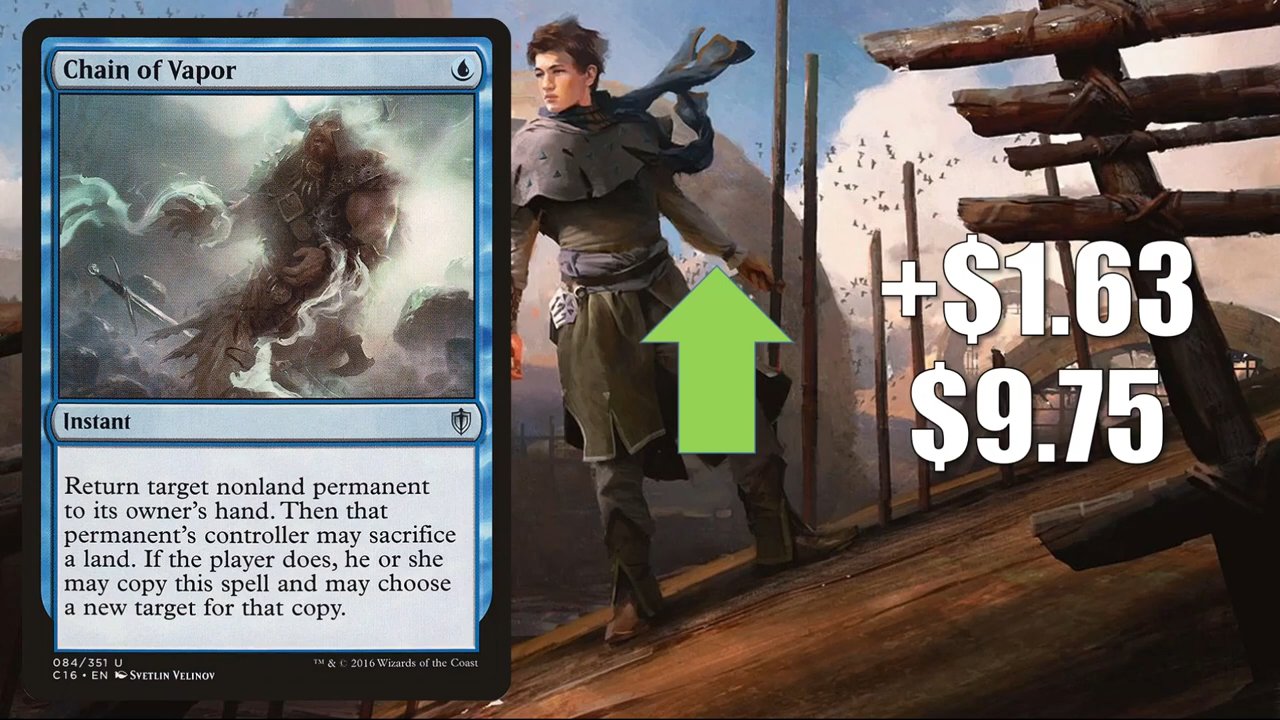 Chain of Vapor
Instant
Return target nonland permanent
to its owner's hand. Then that
permanent's controller may sacrifice
a land. If the player does, he or she
may copy this spell and may choose
a new target for that copy.
084/351 U
C16 • EN Svetlin Velinov
™ & © 2016 Wizards of the Coast
+$1.63
$9.75